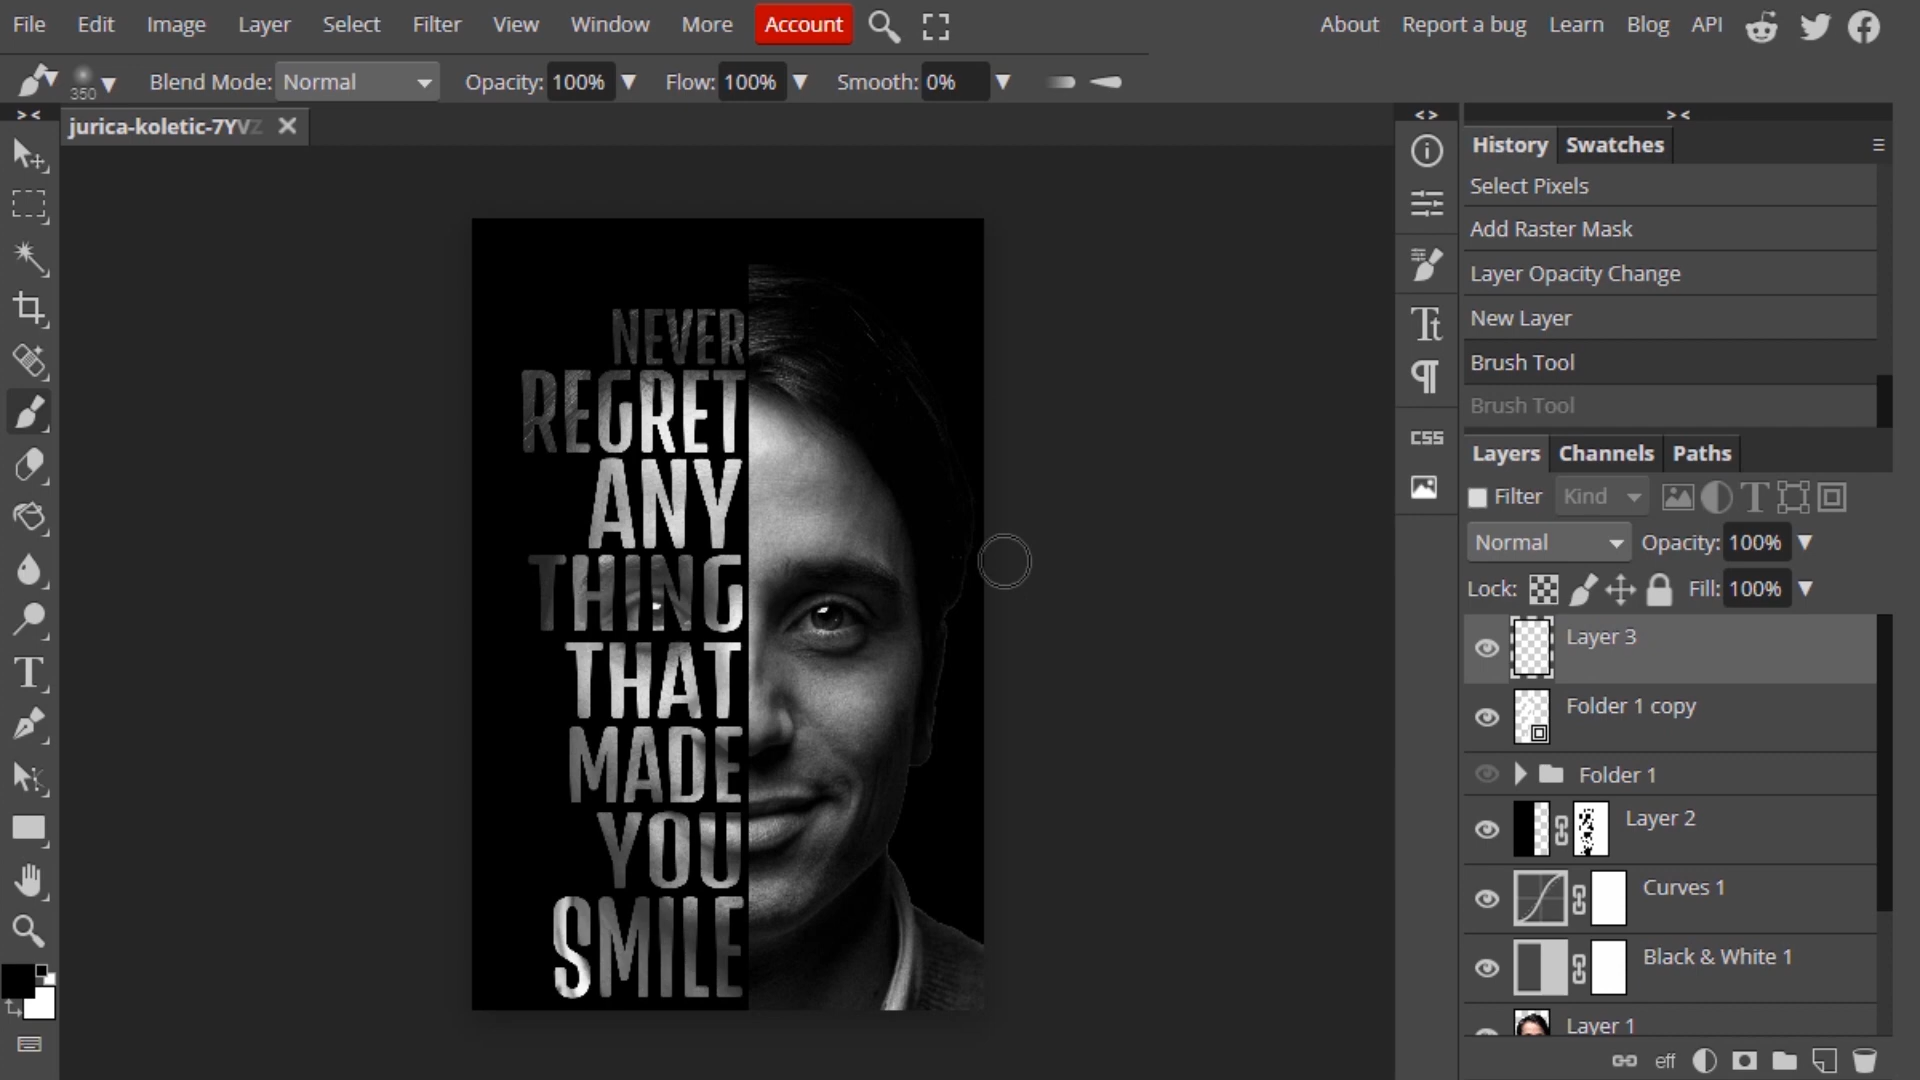 File Edit Image Layer Select Filter View Window More Account About Report a bug Learn Blog API
350 Blend Mode: Normal Opacity: 100% Flow: 100% Smooth: 0%
> < < > > <
jurica-koletic-7YVZ
History Swatches
Select Pixels
Add Raster Mask
Layer Opacity Change
New Layer
Brush Tool
Brush Tool
CSS
Layers Channels Paths
Filter Kind
Normal Opacity: 100%
Lock: Fill: 100%
Layer 3
Folder 1 copy
Folder 1
Layer 2
Curves 1
Black & White 1
Layer 1
eff
NEVER
REGRET
ANY
THING
THAT
MADE
YOU
SMILE